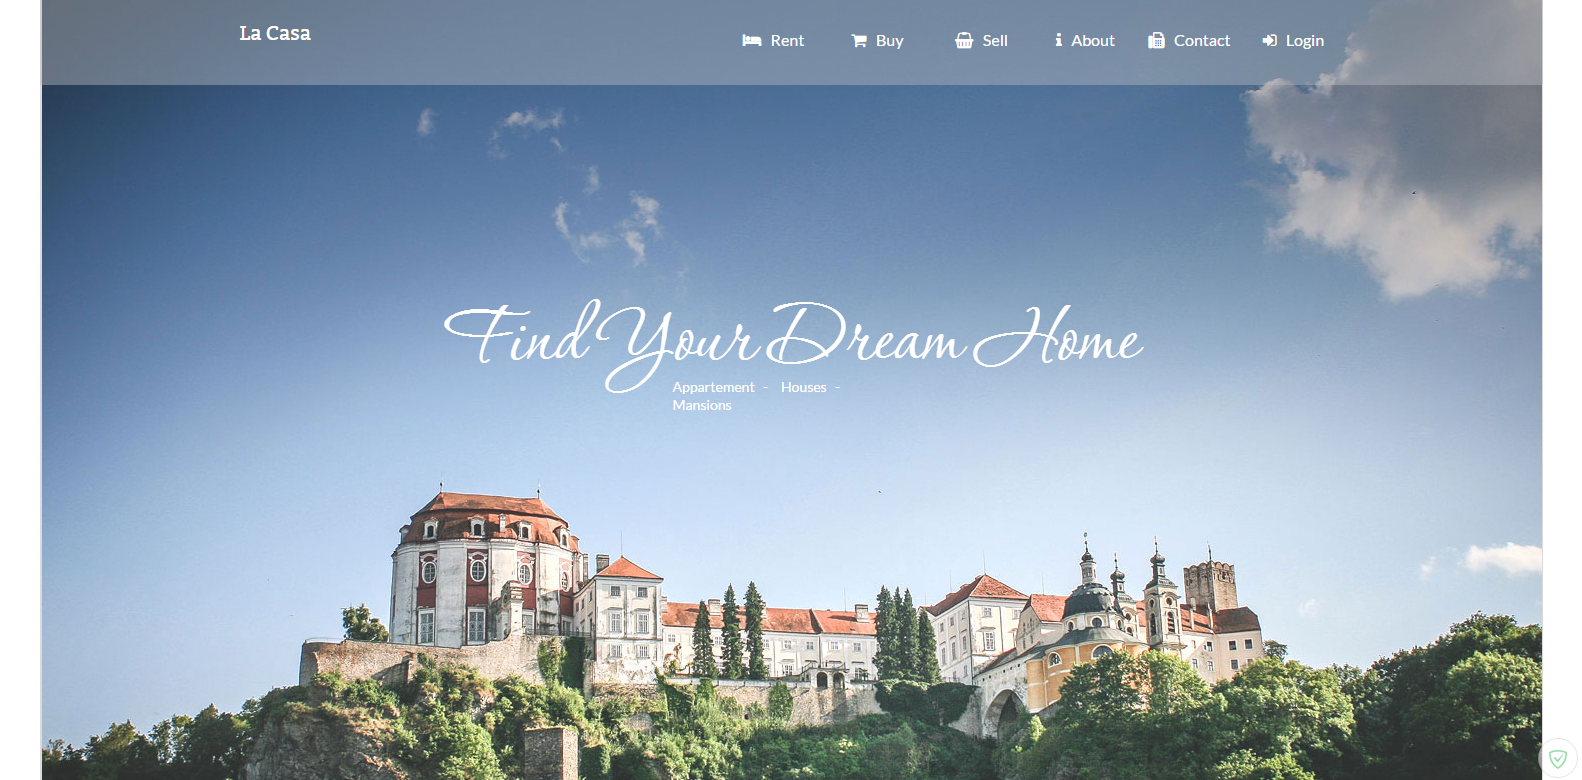 La Casa
Rent Buy Sell About Contact Login
Find Your Dream Home
Appartement - Houses -
Mansions